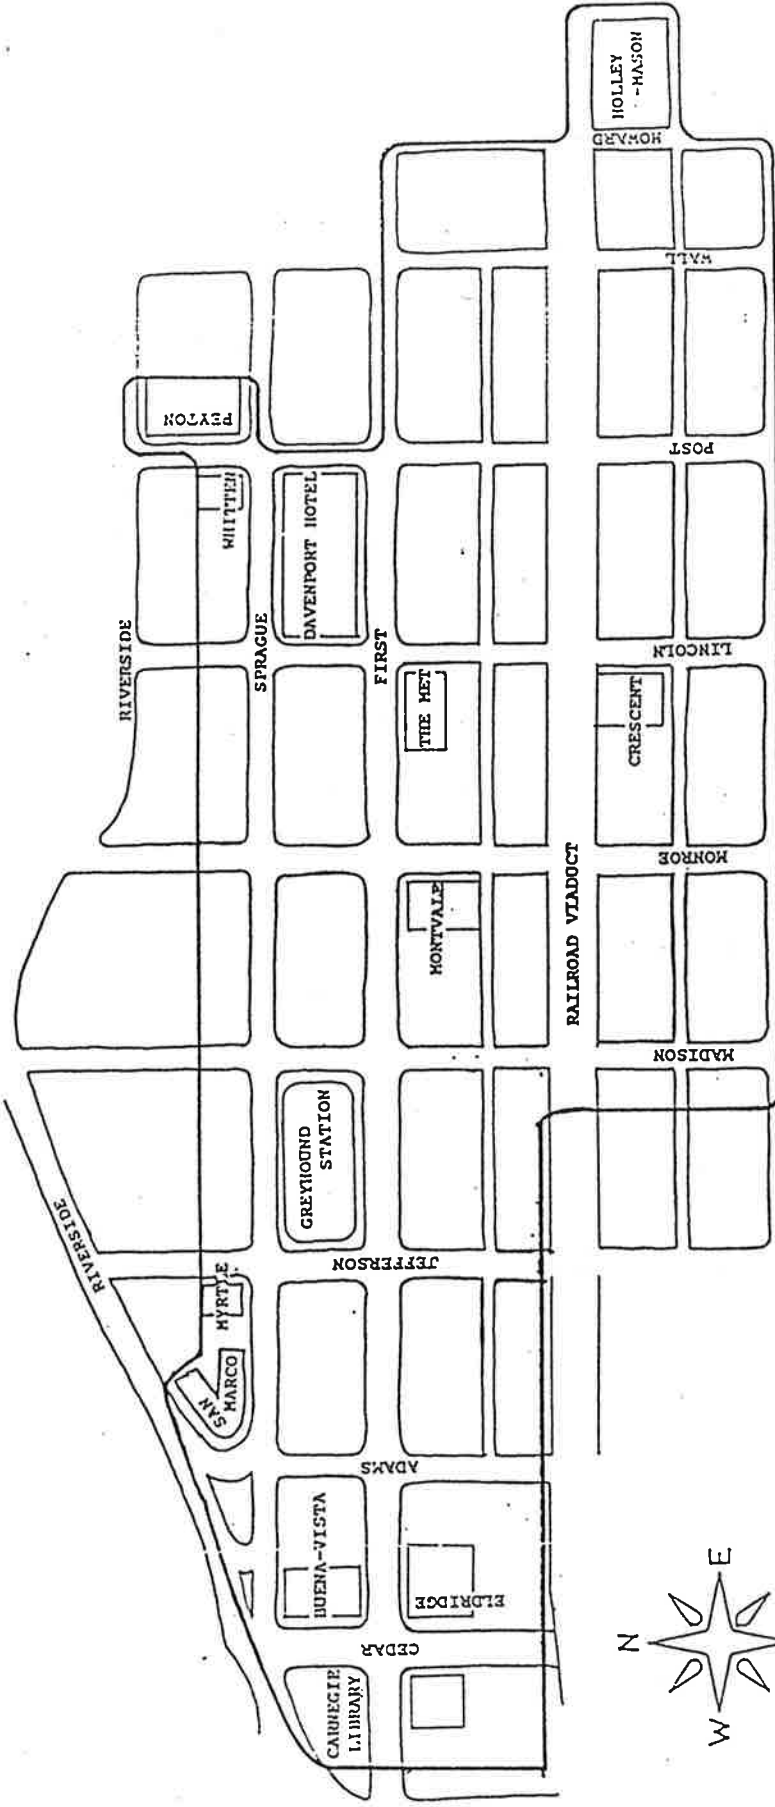 RIVERSIDE
RIVERSIDE
SPRAGUE
FIRST
RAILROAD VIADUCT
CEDAR
ADAMS
JEFFERSON
MADISON
MONROE
LINCOLN
POST
WALL
HOWARD
CARNEGIE
LIBRARY
BUENA-VISTA
ELDRIDGE
SAN
MARCO
MYRTLE
GREYHOUND
STATION
MONTVALE
THE MET
CRESCENT
DAVENPORT HOTEL
WHITTEN
PEYTON
HOLLEY
-MASON
N
W
E